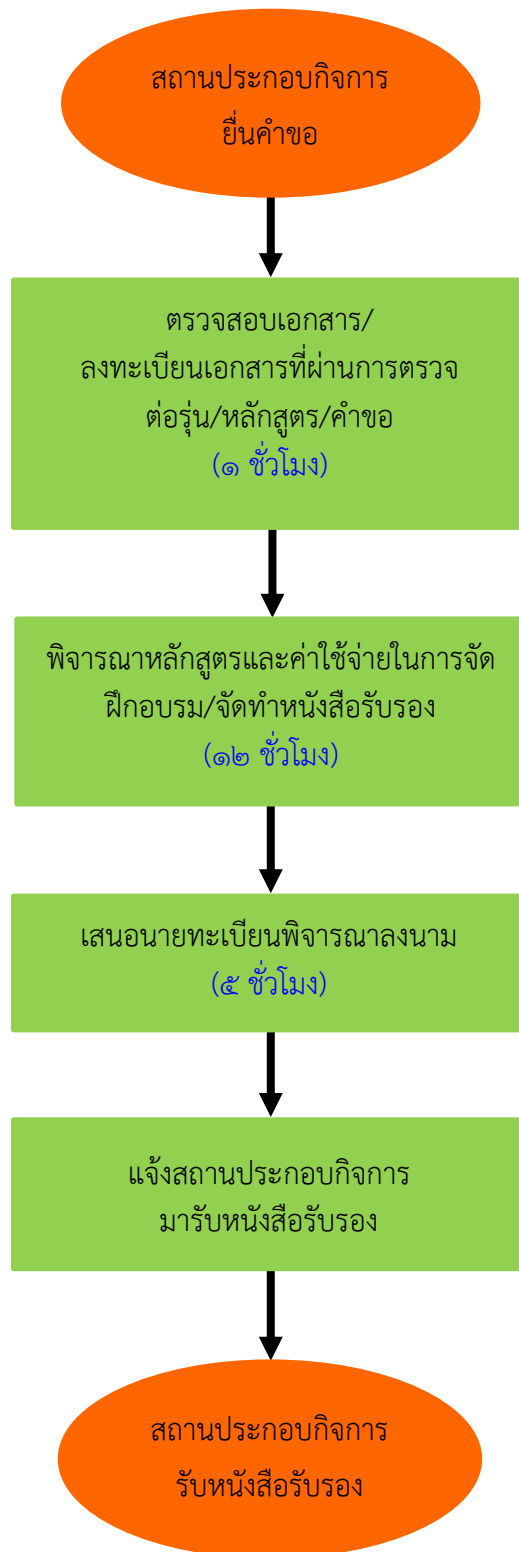 สถานประกอบกิจการ
ยื่นคำขอ
ตรวจสอบเอกสาร/
ลงทะเบียนเอกสารที่ผ่านการตรวจ
ต่อรุ่น/หลักสูตร/คำขอ
(๑ ชั่วโมง)
พิจารณาหลักสูตรและค่าใช้จ่ายในการจัด
ฝึกอบรม/จัดทำหนังสือรับรอง
(๑๒ ชั่วโมง)
เสนอนายทะเบียนพิจารณาลงนาม
(๕ ชั่วโมง)
แจ้งสถานประกอบกิจการ
มารับหนังสือรับรอง
สถานประกอบกิจการ
รับหนังสือรับรอง